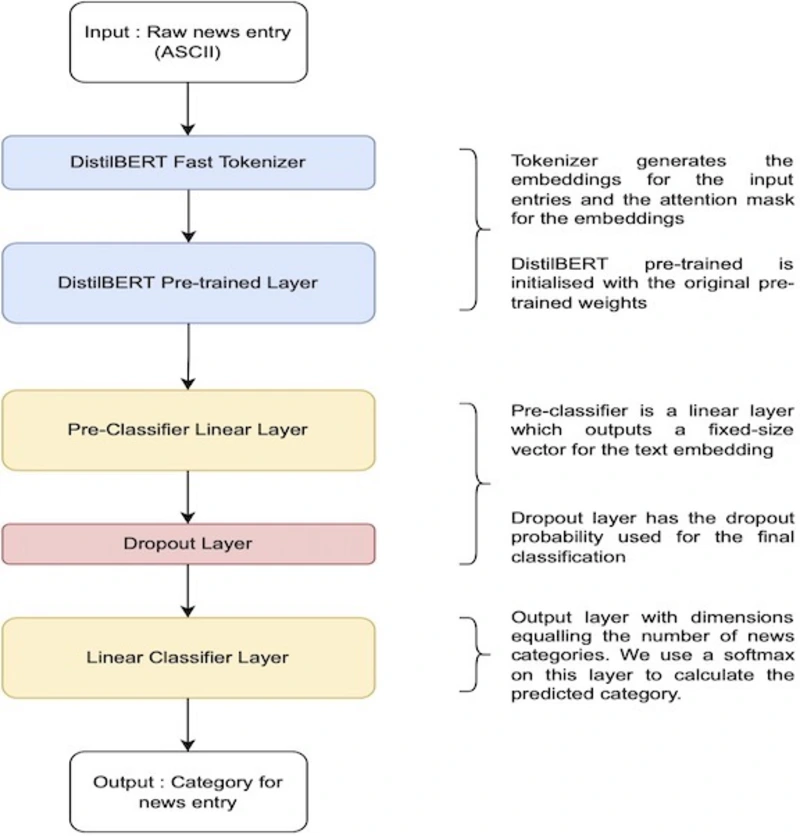 Input : Raw news entry
(ASCII)
DistilBERT Fast Tokenizer
DistilBERT Pre-trained Layer
Tokenizer generates the
embeddings for the input
entries and the attention mask
for the embeddings
DistilBERT pre-trained is
initialised with the original pre-
trained weights
Pre-Classifier Linear Layer
Dropout Layer
Pre-classifier is a linear layer
which outputs a fixed-size
vector for the text embedding
Dropout layer has the dropout
probability used for the final
classification
Linear Classifier Layer
Output layer with dimensions
equalling the number of news
categories. We use a softmax
on this layer to calculate the
predicted category.
Output : Category for
news entry